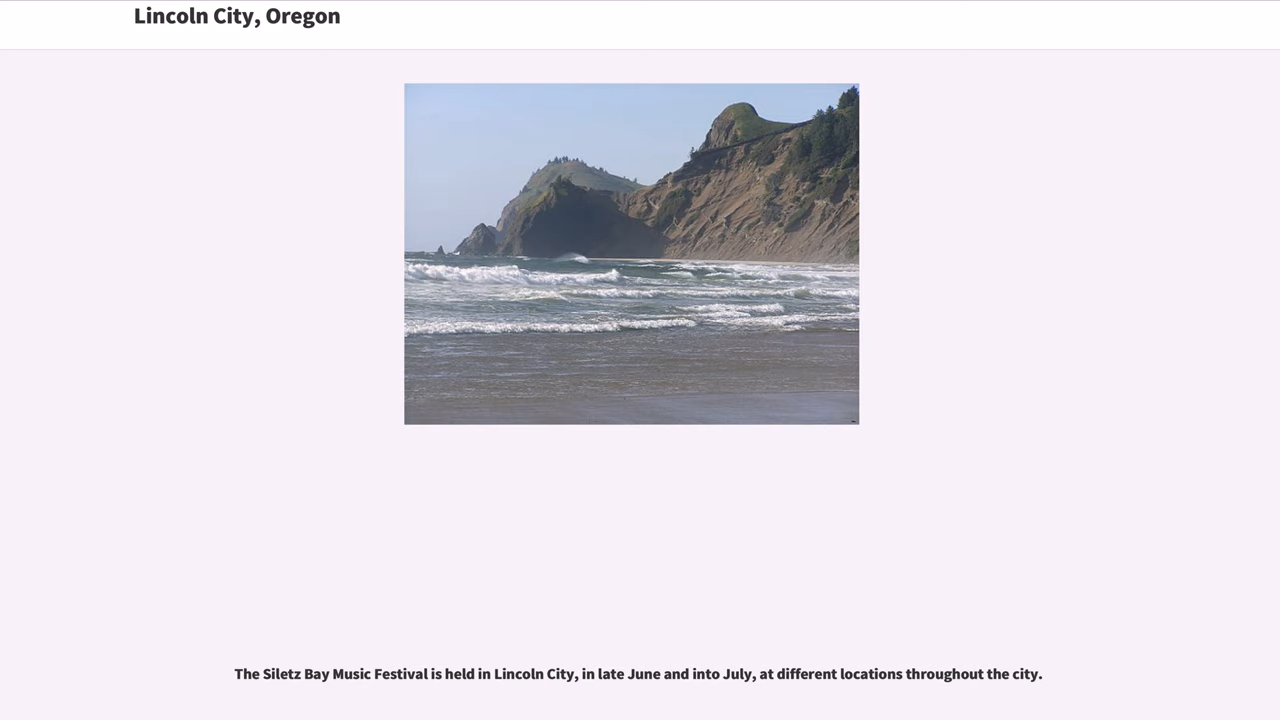 Lincoln City, Oregon
The Siletz Bay Music Festival is held in Lincoln City, in late June and into July, at different locations throughout the city.